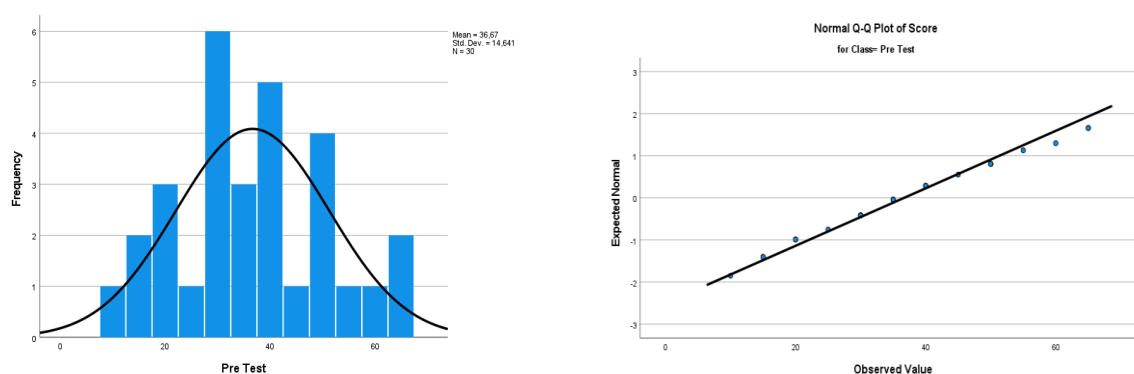 Mean = 36,67
Std. Dev. = 14,641
N = 30
Frequency
6
5
4
3
2
1
0
0 20 40 60
Pre Test
Normal Q-Q Plot of Score
for Class= Pre Test
Expected Normal
3
2
1
0
-1
-2
-3
0 20 40 60
Observed Value